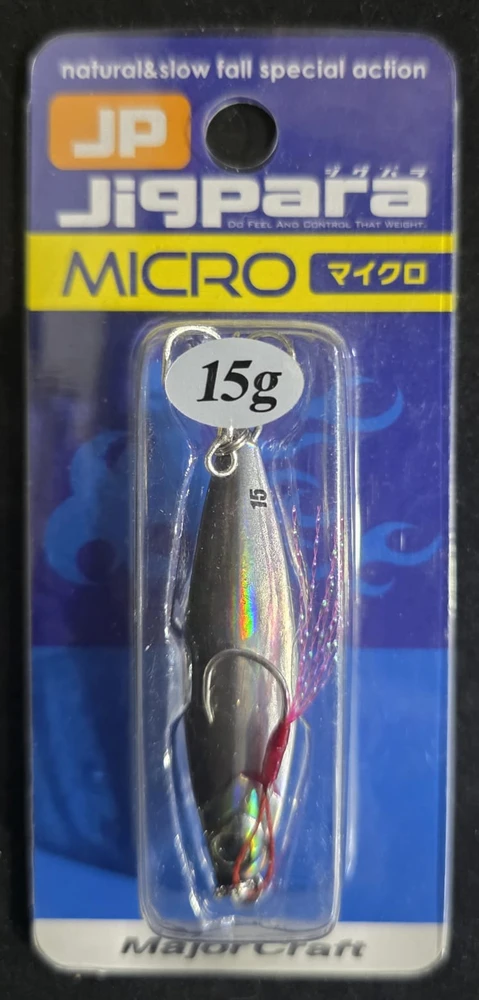 natural&slow fall special action
JP
ジグパラ
Jigpara
DO FEEL AND CONTROL THAT WEIGHT.
MICRO マイクロ
15g
15
MajorCraft